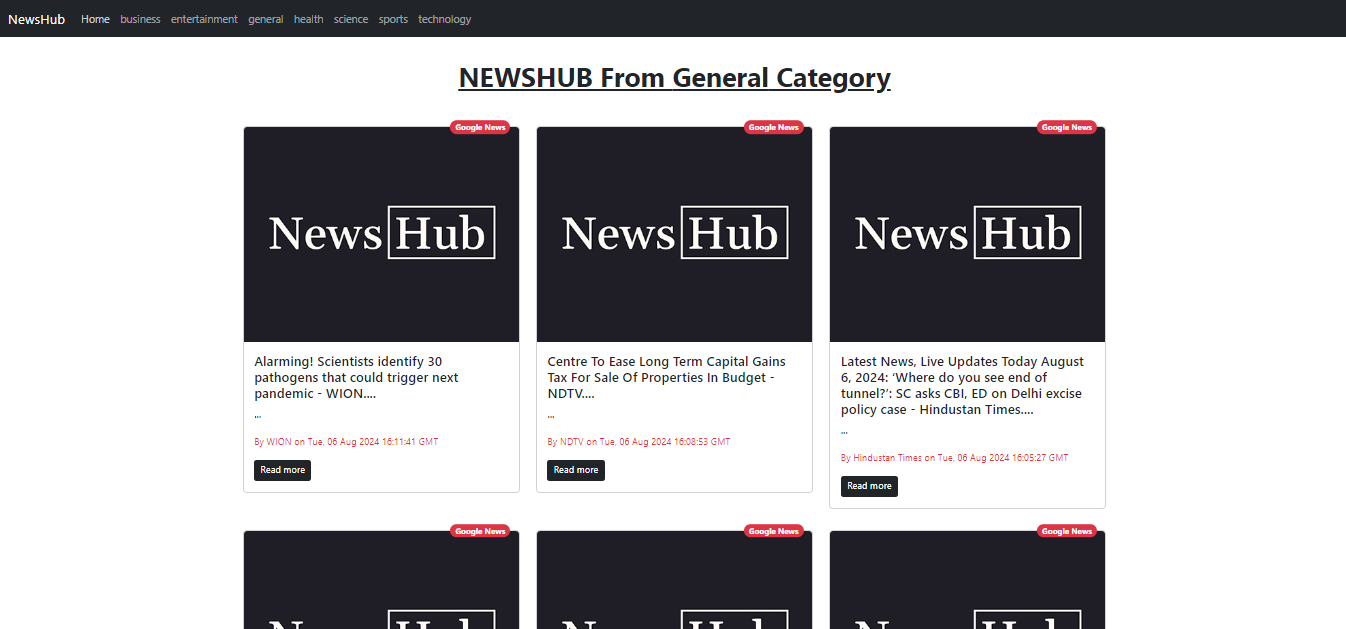 NewsHub Home business entertainment general health science sports technology
NEWSHUB From General Category
Google News
News Hub
Alarming! Scientists identify 30
pathogens that could trigger next
pandemic - WION....
...
By WION on Tue, 06 Aug 2024 16:11:41 GMT
Read more
Google News
News Hub
Centre To Ease Long Term Capital Gains
Tax For Sale Of Properties In Budget -
NDTV....
...
By NDTV on Tue, 06 Aug 2024 16:08:53 GMT
Read more
Google News
News Hub
Latest News, Live Updates Today August
6, 2024: ‘Where do you see end of
tunnel?’: SC asks CBI, ED on Delhi excise
policy case - Hindustan Times....
...
By Hindustan Times on Tue, 06 Aug 2024 16:05:27 GMT
Read more
Google News
Google News
Google News